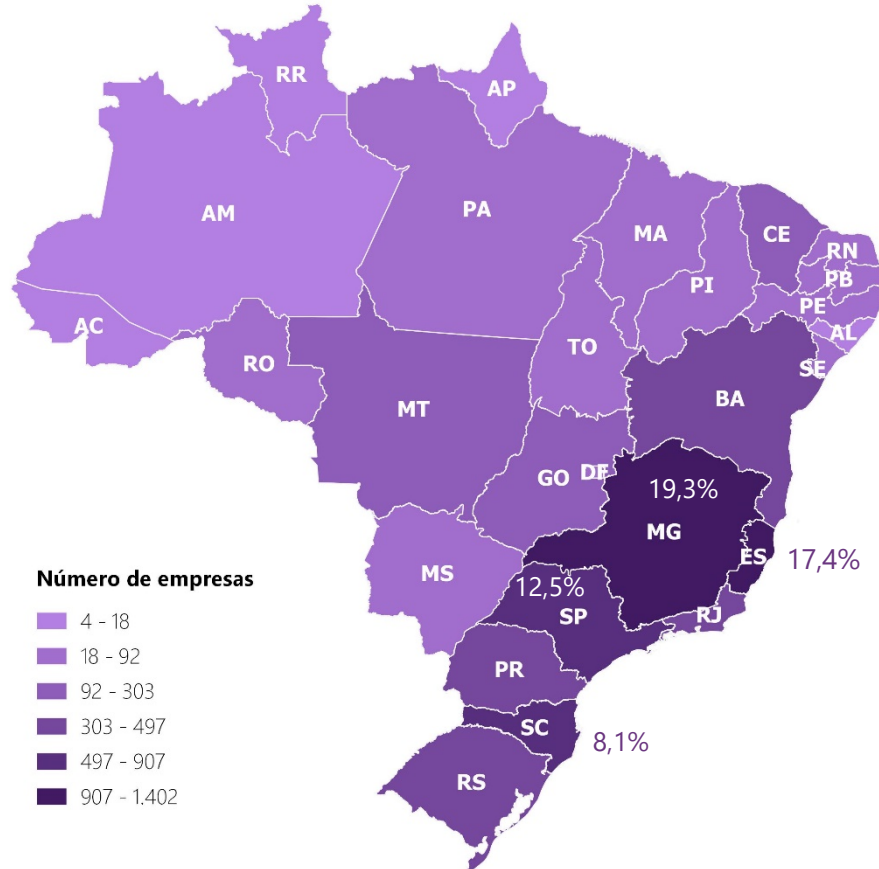 RR
AP
AM
PA
MA
CE
RN
PB
PI
PE
AC
AL
TO
RO
SE
BA
MT
GO
DF
19,3%
MG
ES
17,4%
MS
12,5%
SP
RJ
PR
SC
8,1%
RS
Número de empresas
4 - 18
18 - 92
92 - 303
303 - 497
497 - 907
907 - 1.402